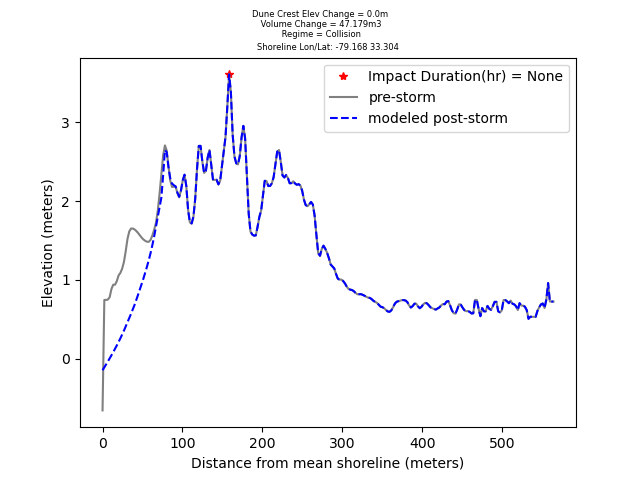 Dune Crest Elev Change = 0.0m
Volume Change = 47.179m3
Regime = Collision
Shoreline Lon/Lat: -79.168 33.304
Impact Duration(hr) = None
pre-storm
modeled post-storm
Elevation (meters)
3
2
1
0
0 100 200 300 400 500
Distance from mean shoreline (meters)